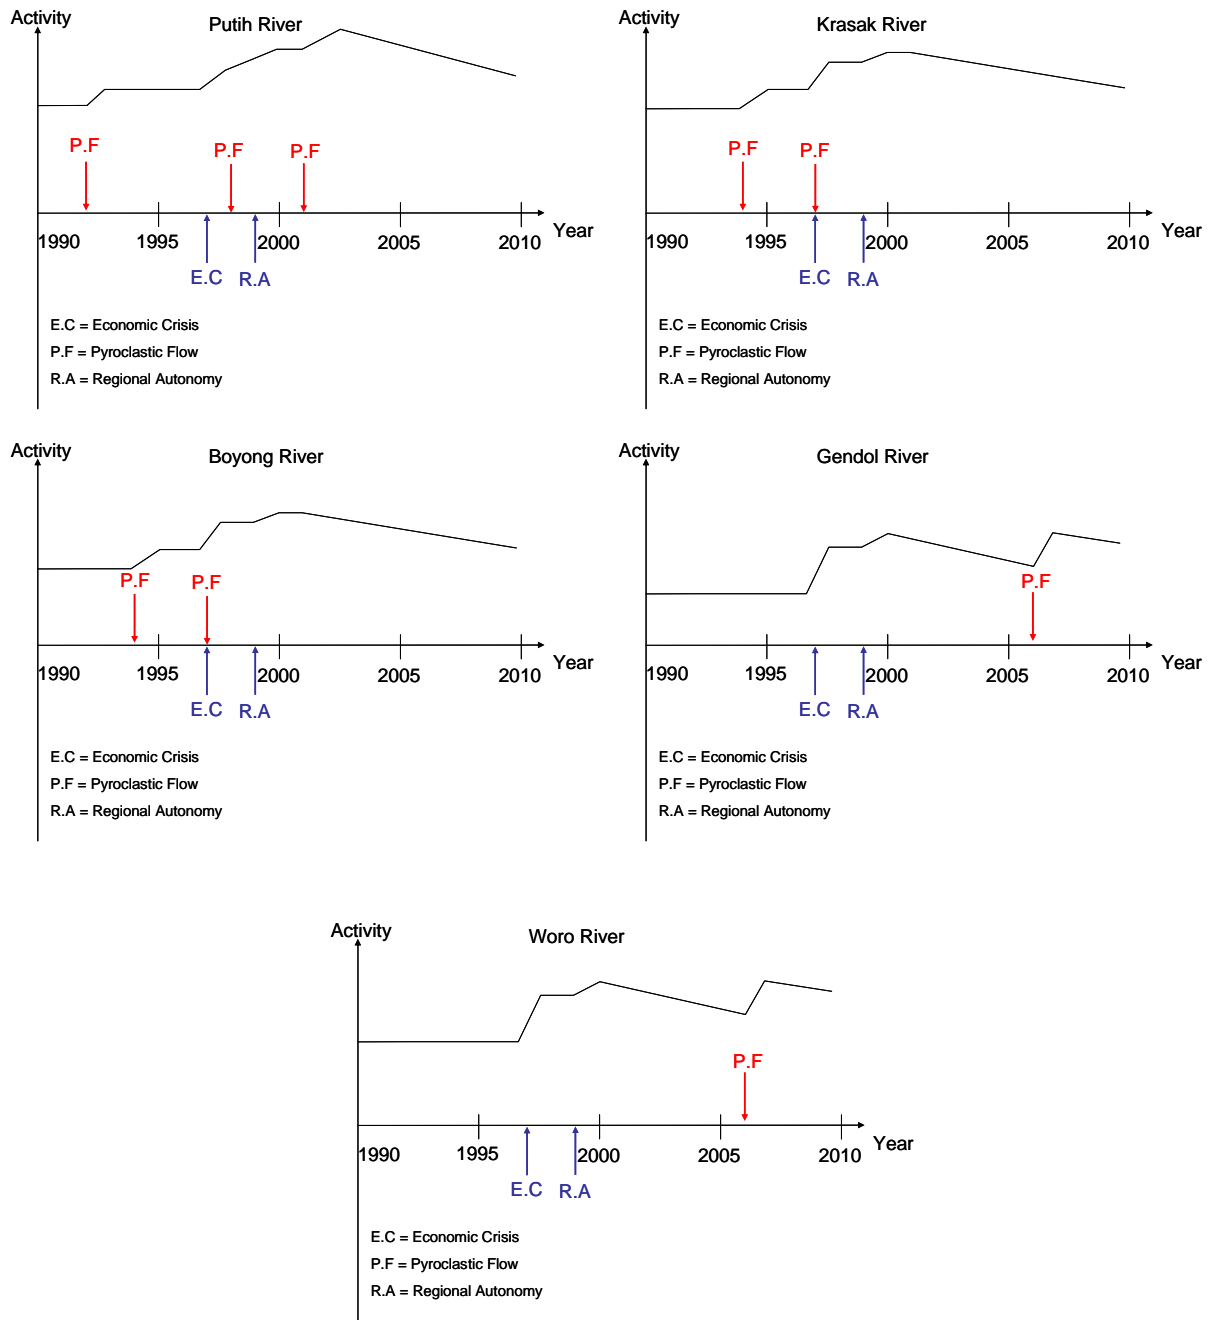 Activity
Putih River
P.F
P.F
P.F
1990 1995 2000 2005 2010
Year
E.C R.A
E.C = Economic Crisis
P.F = Pyroclastic Flow
R.A = Regional Autonomy
Activity
Krasak River
P.F
P.F
1990 1995 2000 2005 2010
Year
E.C R.A
E.C = Economic Crisis
P.F = Pyroclastic Flow
R.A = Regional Autonomy
Activity
Boyong River
P.F
P.F
1990 1995 2000 2005 2010
Year
E.C R.A
E.C = Economic Crisis
P.F = Pyroclastic Flow
R.A = Regional Autonomy
Activity
Gendol River
P.F
1990 1995 2000 2005 2010
Year
E.C R.A
E.C = Economic Crisis
P.F = Pyroclastic Flow
R.A = Regional Autonomy
Activity
Woro River
P.F
1990 1995 2000 2005 2010
Year
E.C R.A
E.C = Economic Crisis
P.F = Pyroclastic Flow
R.A = Regional Autonomy